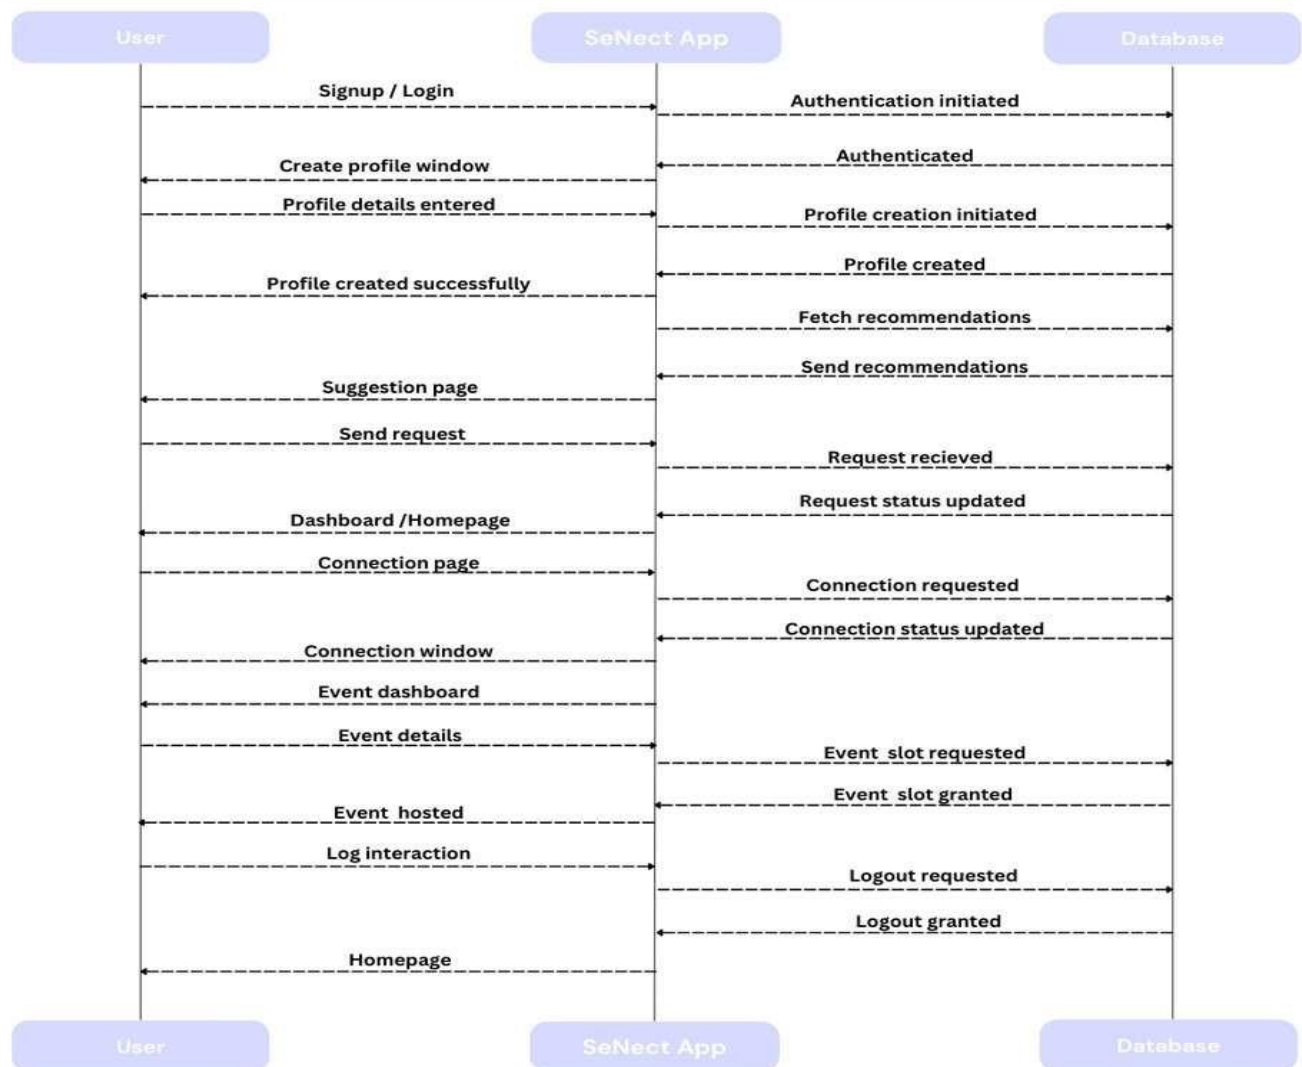 User
SeNect App
Database
Signup / Login
Authentication initiated
Authenticated
Create profile window
Profile details entered
Profile creation initiated
Profile created
Profile created successfully
Fetch recommendations
Send recommendations
Suggestion page
Send request
Request recieved
Request status updated
Dashboard /Homepage
Connection page
Connection requested
Connection status updated
Connection window
Event dashboard
Event details
Event slot requested
Event slot granted
Event hosted
Log interaction
Logout requested
Logout granted
Homepage
User
SeNect App
Database